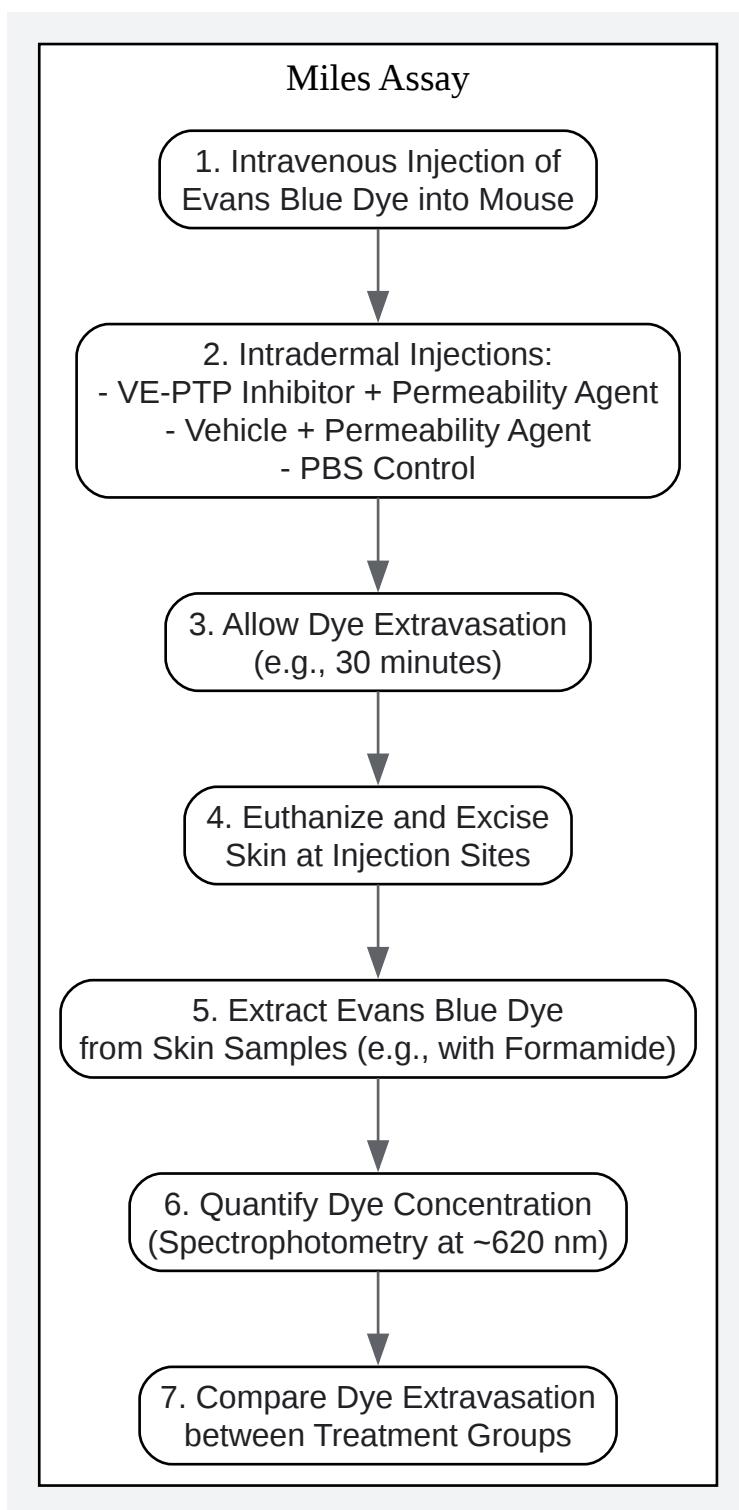 Miles Assay
1. Intravenous Injection of
Evans Blue Dye into Mouse
2. Intradermal Injections:
- VE-PTP Inhibitor + Permeability Agent
- Vehicle + Permeability Agent
- PBS Control
3. Allow Dye Extravasation
(e.g., 30 minutes)
4. Euthanize and Excise
Skin at Injection Sites
5. Extract Evans Blue Dye
from Skin Samples (e.g., with Formamide)
6. Quantify Dye Concentration
(Spectrophotometry at ~620 nm)
7. Compare Dye Extravasation
between Treatment Groups